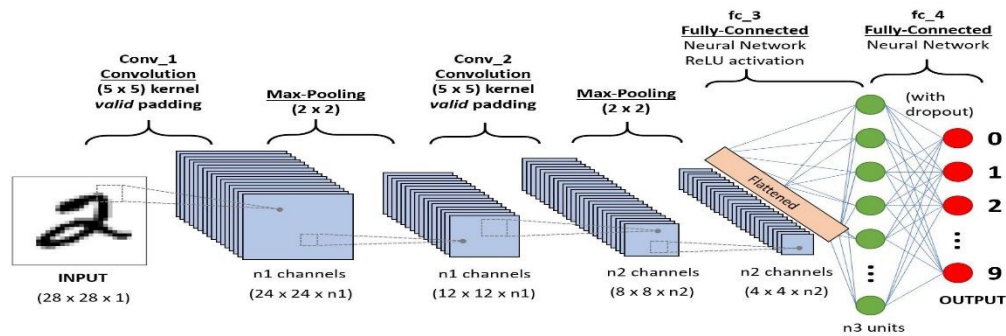 fc_3
Fully-Connected
Neural Network
ReLU activation
fc_4
Fully-Connected
Neural Network
Conv_1
Convolution
(5 x 5) kernel
valid padding
Max-Pooling
(2 x 2)
Conv_2
Convolution
(5 x 5) kernel
valid padding
Max-Pooling
(2 x 2)
(with
dropout)
Flattened
0
1
2
9
INPUT
(28 x 28 x 1)
n1 channels
(24 x 24 x n1)
n1 channels
(12 x 12 x n1)
n2 channels
(8 x 8 x n2)
n2 channels
(4 x 4 x n2)
n3 units
OUTPUT